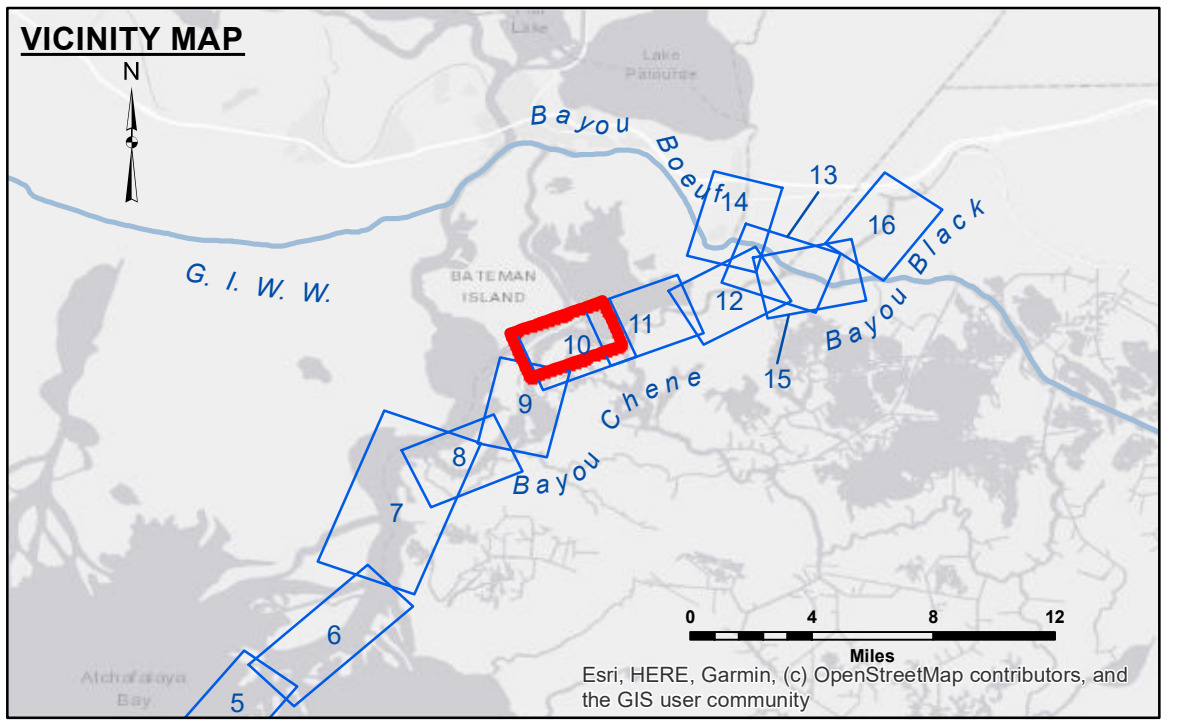 VICINITY MAP
N
Lake
Lake
Palourde
Bayou
Boeuf
13
14
16
G. I. W. W.
BATEMAN
ISLAND
Bayou Black
12
11
10
15
9
Bayou Chene
8
7
6
5
Atchafalaya
Bay
0 4 8 12
Miles
Esri, HERE, Garmin, (c) OpenStreetMap contributors, and
the GIS user community